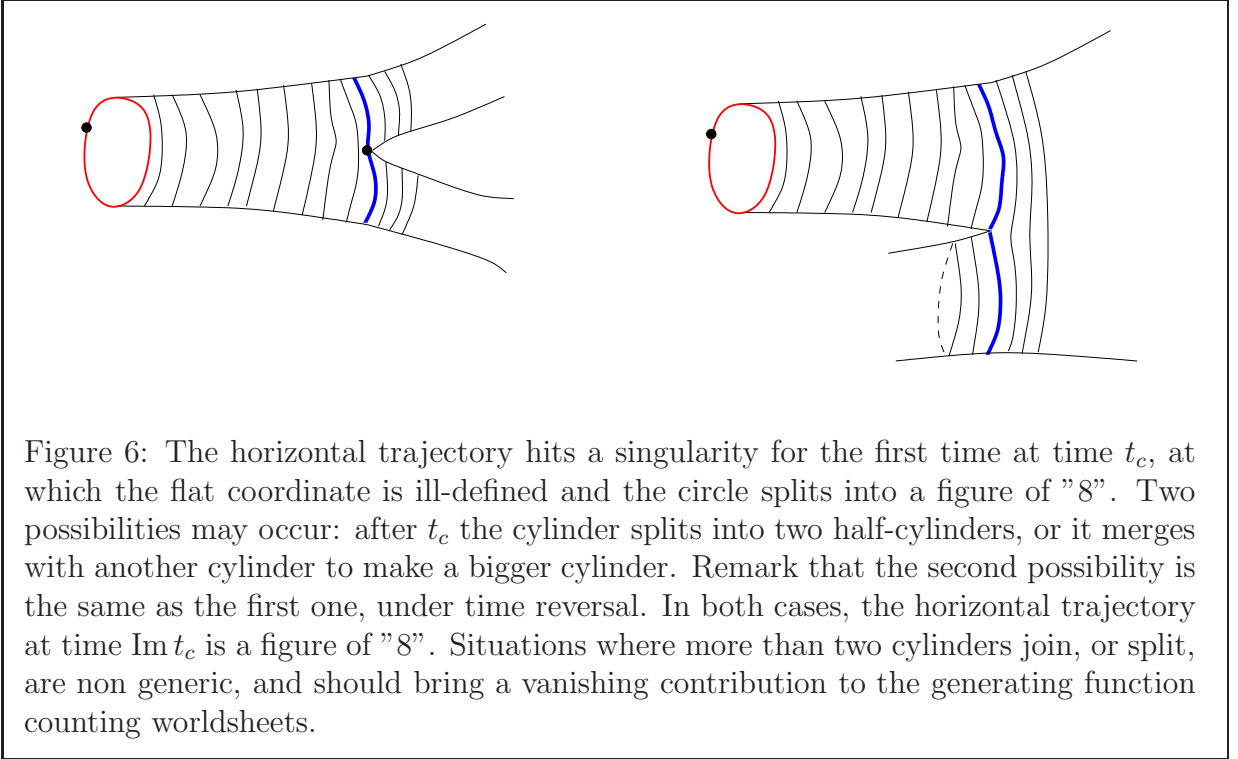 Figure 6: The horizontal trajectory hits a singularity for the first time at time t_c, at
which the flat coordinate is ill-defined and the circle splits into a figure of ”8”. Two
possibilities may occur: after t_c the cylinder splits into two half-cylinders, or it merges
with another cylinder to make a bigger cylinder. Remark that the second possibility is
the same as the first one, under time reversal. In both cases, the horizontal trajectory
at time Im t_c is a figure of ”8”. Situations where more than two cylinders join, or split,
are non generic, and should bring a vanishing contribution to the generating function
counting worldsheets.